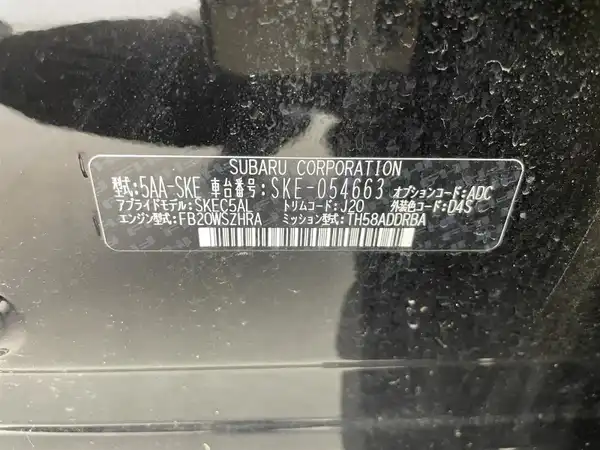 SUBARU CORPORATION
型式:5AA-SKE 車台番号:SKE-054663 オプションコード:ADC
アプライドモデル:SKEC5AL トリムコード:J20 外装色コード:D4S
エンジン型式:FB20WSZHRA ミッション型式:TH58ADDRBA